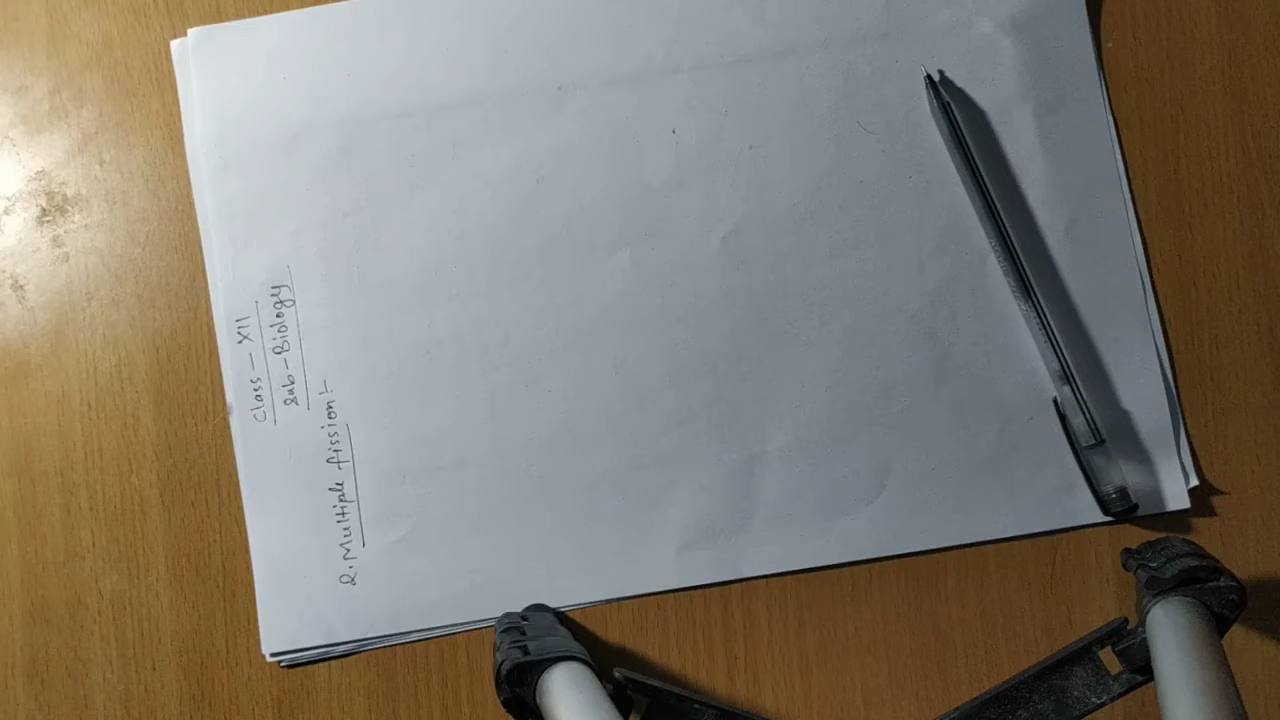 Class - XII
Sub - Biology
2. Multiple fission :-